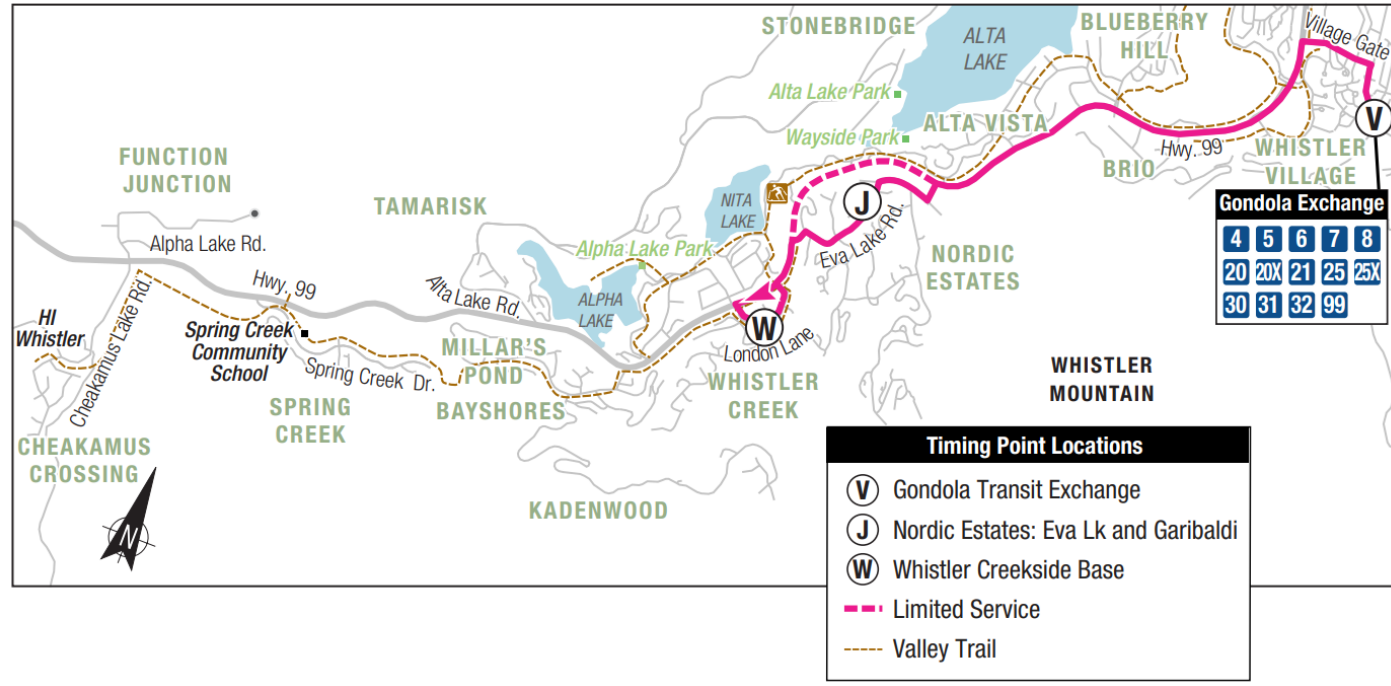 STONEBRIDGE
ALTA
LAKE
BLUEBERRY
HILL
Village Gate
Alta Lake Park
Wayside Park
ALTA VISTA
V
Hwy. 99
WHISTLER
VILLAGE
BRIO
FUNCTION
JUNCTION
TAMARISK
NITA
LAKE
J
Eva Lake Rd.
NORDIC
ESTATES
Gondola Exchange
4 5 6 7 8
20 20X 21 25 25X
30 31 32 99
Alpha Lake Rd.
Alpha Lake Park
Hwy. 99
Alta Lake Rd.
ALPHA
LAKE
W
London Lane
HI
Whistler
Cheakamus Lake Rd.
Spring Creek
Community
School
Spring Creek Dr.
MILLAR'S
POND
BAYSHORES
WHISTLER
CREEK
WHISTLER
MOUNTAIN
SPRING
CREEK
CHEAKAMUS
CROSSING
KADENWOOD
N
Timing Point Locations
V Gondola Transit Exchange
J Nordic Estates: Eva Lk and Garibaldi
W Whistler Creekside Base
Limited Service
Valley Trail